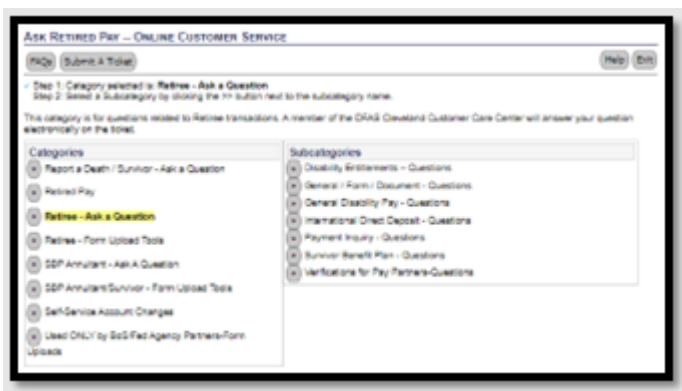 ASK RETIRED PAY – ONLINE CUSTOMER SERVICE
FAQs Submit A Ticket Help Exit
Step 1: Category selected is: Retiree - Ask a Question
Step 2: Select a Subcategory by clicking the >> button next to the subcategory name.
This category is for questions related to Retiree transactions. A member of the DFAS Cleveland Customer Care Center will answer your question
electronically on the ticket.
Categories
Report a Death / Survivor - Ask a Question
Retired Pay
Retiree - Ask a Question
Retiree - Form Upload Tools
SBP Annuitant - Ask A Question
SBP Annuitant/Survivor - Form Upload Tools
Self-Service Account Changes
Used ONLY by BoS/Fed Agency Partners-Form
Uploads
Subcategories
Disability Entitlements – Questions
General / Form / Document - Questions
General Disability Pay - Questions
International Direct Deposit - Questions
Payment Inquiry - Questions
Survivor Benefit Plan - Questions
Verifications for Pay Partners-Questions